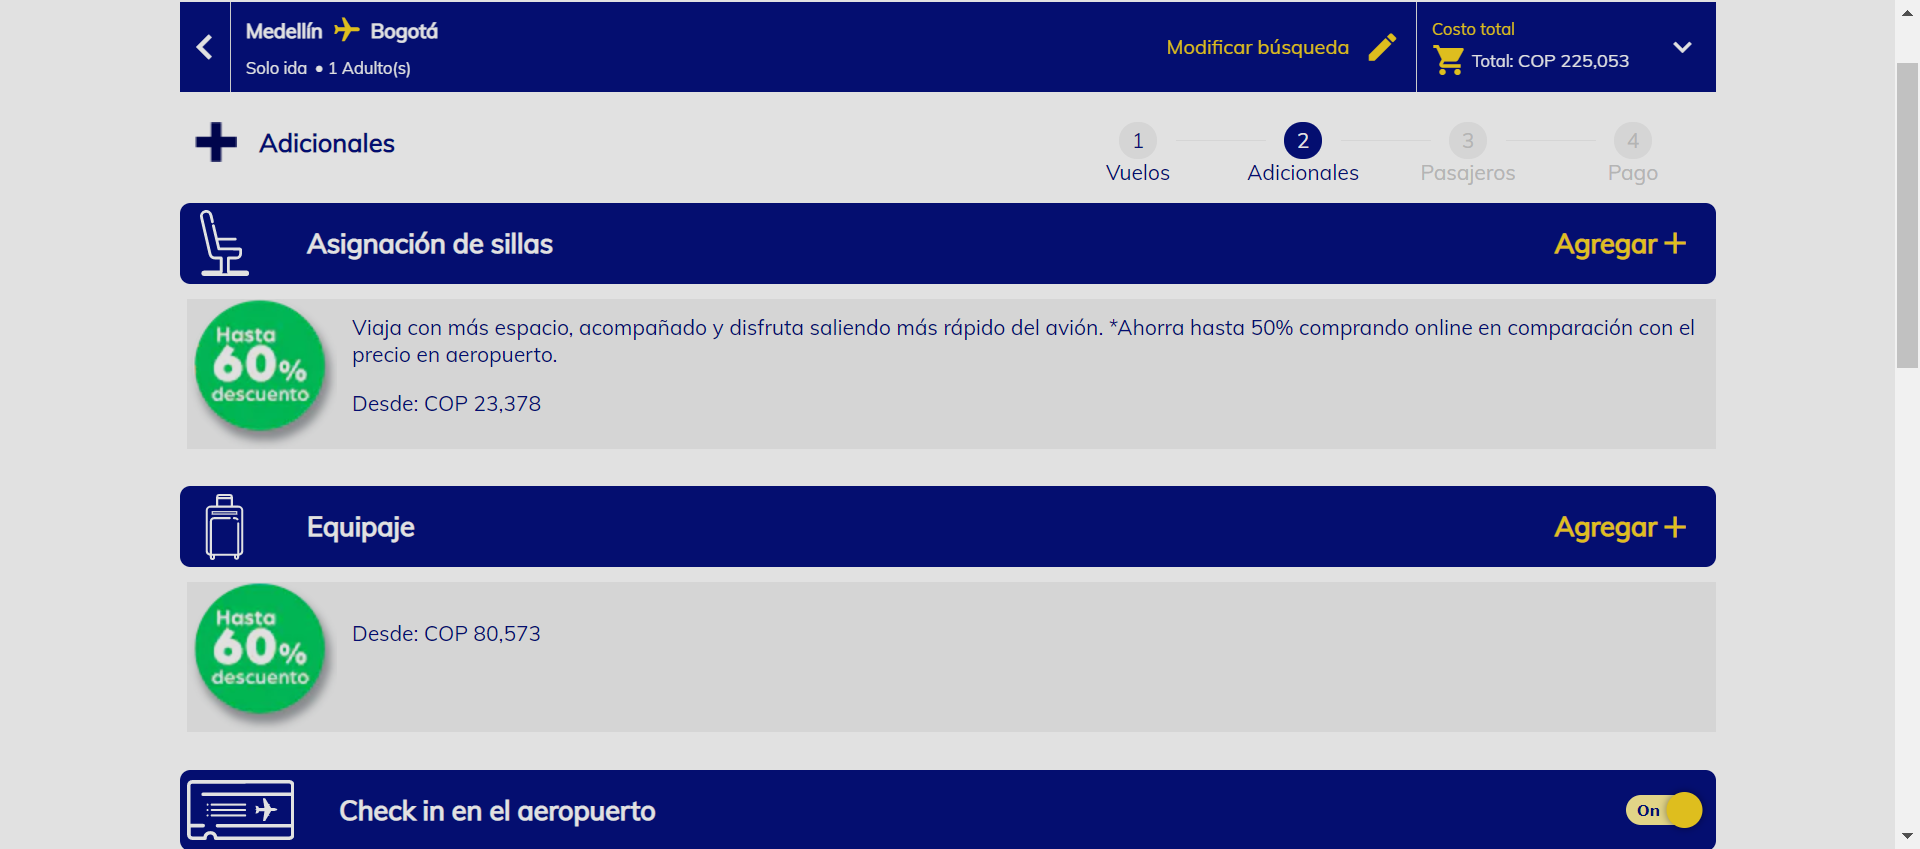 Medellín Bogotá
Solo ida • 1 Adulto(s)
Modificar búsqueda
Costo total
Total: COP 225,053
Adicionales
1
Vuelos
2
Adicionales
3
Pasajeros
4
Pago
Asignación de sillas
Agregar +
Hasta
60%
descuento
Viaja con más espacio, acompañado y disfruta saliendo más rápido del avión. *Ahorra hasta 50% comprando online en comparación con el
precio en aeropuerto.
Desde: COP 23,378
Equipaje
Agregar +
Hasta
60%
descuento
Desde: COP 80,573
Check in en el aeropuerto
On